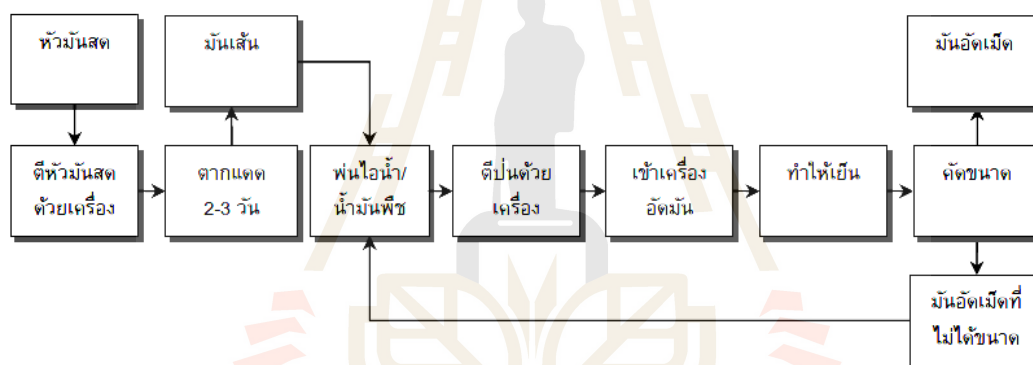 หัวมันสด
มันเส้น
มันอัดเม็ด
ตีหัวมันสด
ด้วยเครื่อง
ตากแดด
2-3 วัน
พ่นไอน้ำ/
น้ำมันพืช
ตีป่นด้วย
เครื่อง
เข้าเครื่อง
อัดมัน
ทำให้เย็น
คัดขนาด
มันอัดเม็ดที่
ไม่ได้ขนาด